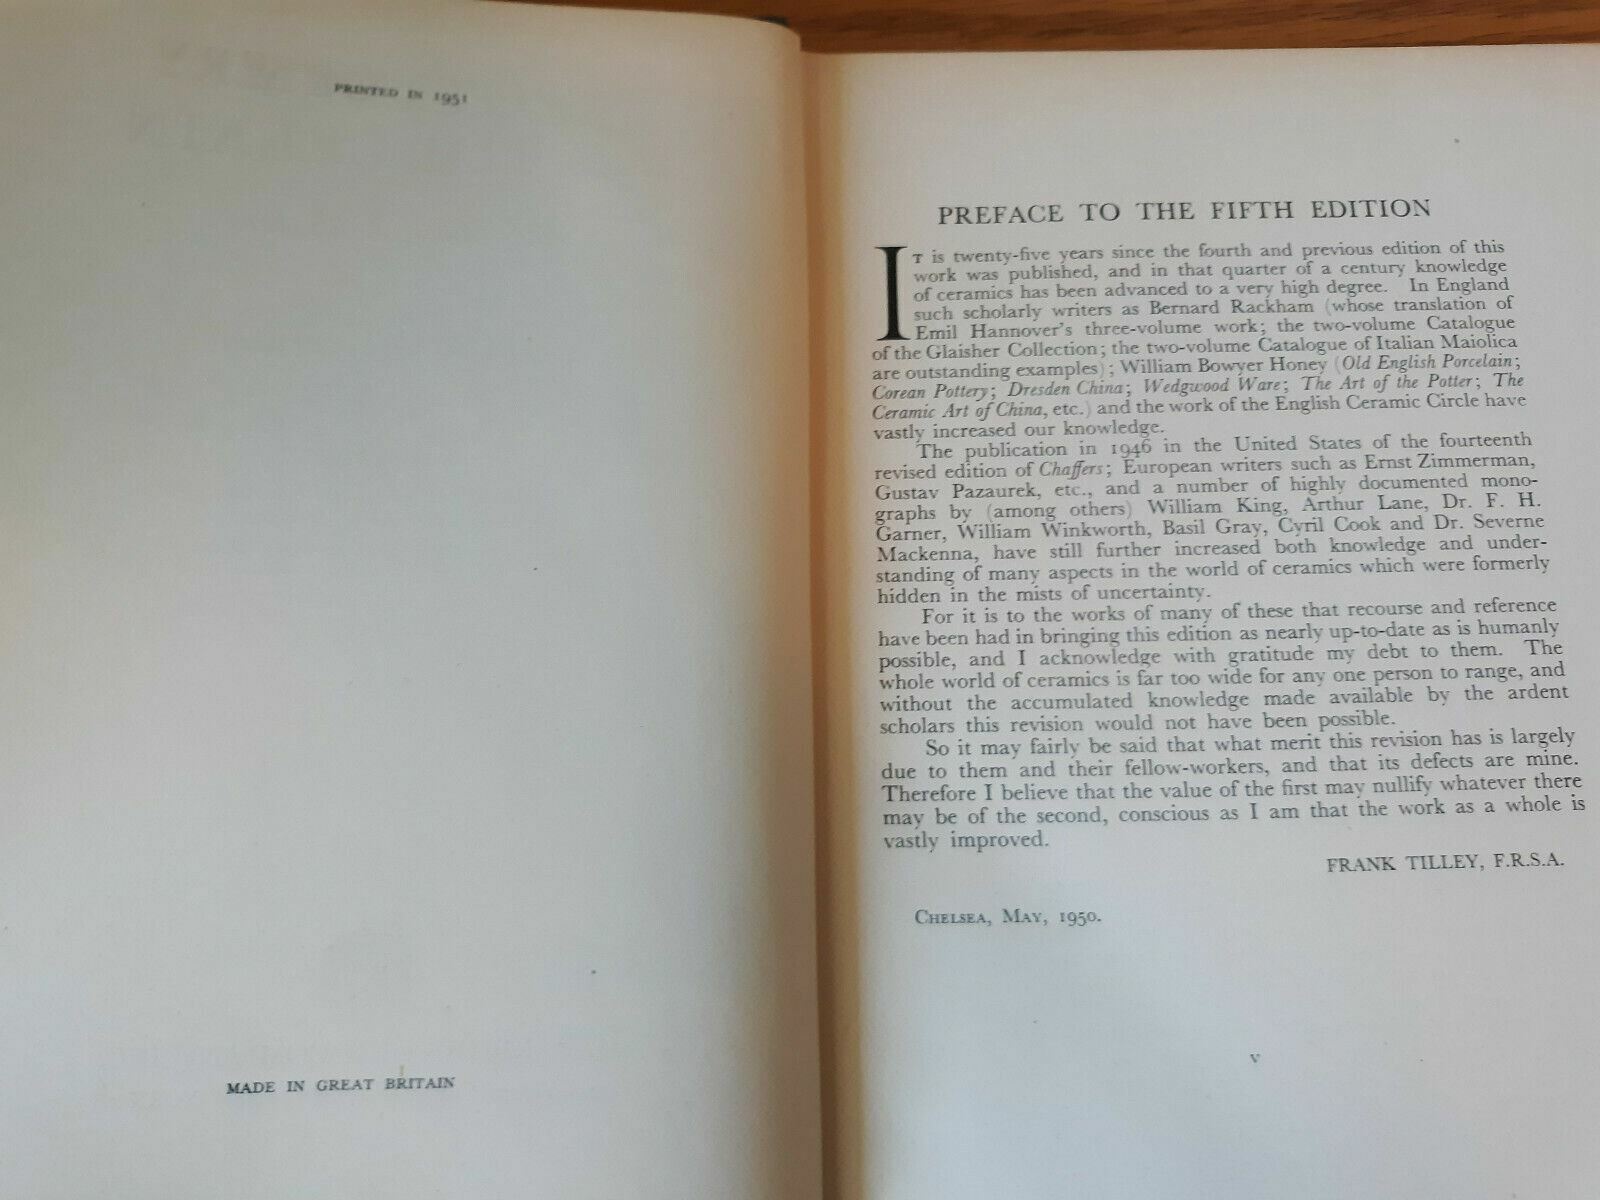 PRINTED IN 1951
MADE IN GREAT BRITAIN
PREFACE TO THE FIFTH EDITION
IT is twenty-five years since the fourth and previous edition of this
work was published, and in that quarter of a century knowledge
of ceramics has been advanced to a very high degree. In England
such scholarly writers as Bernard Rackham (whose translation of
Emil Hannover's three-volume work; the two-volume Catalogue
of the Glaisher Collection; the two-volume Catalogue of Italian Maiolica
are outstanding examples); William Bowyer Honey (Old English Porcelain;
Corean Pottery; Dresden China; Wedgwood Ware; The Art of the Potter; The
Ceramic Art of China, etc.) and the work of the English Ceramic Circle have
vastly increased our knowledge.
The publication in 1946 in the United States of the fourteenth
revised edition of Chaffers; European writers such as Ernst Zimmerman,
Gustav Pazaurek, etc., and a number of highly documented mono-
graphs by (among others) William King, Arthur Lane, Dr. F. H.
Garner, William Winkworth, Basil Gray, Cyril Cook and Dr. Severne
Mackenna, have still further increased both knowledge and under-
standing of many aspects in the world of ceramics which were formerly
hidden in the mists of uncertainty.
For it is to the works of many of these that recourse and reference
have been had in bringing this edition as nearly up-to-date as is humanly
possible, and I acknowledge with gratitude my debt to them. The
whole world of ceramics is far too wide for any one person to range, and
without the accumulated knowledge made available by the ardent
scholars this revision would not have been possible.
So it may fairly be said that what merit this revision has is largely
due to them and their fellow-workers, and that its defects are mine.
Therefore I believe that the value of the first may nullify whatever there
may be of the second, conscious as I am that the work as a whole is
vastly improved.
FRANK TILLEY, F.R.S.A.
CHELSEA, MAY, 1950.
v